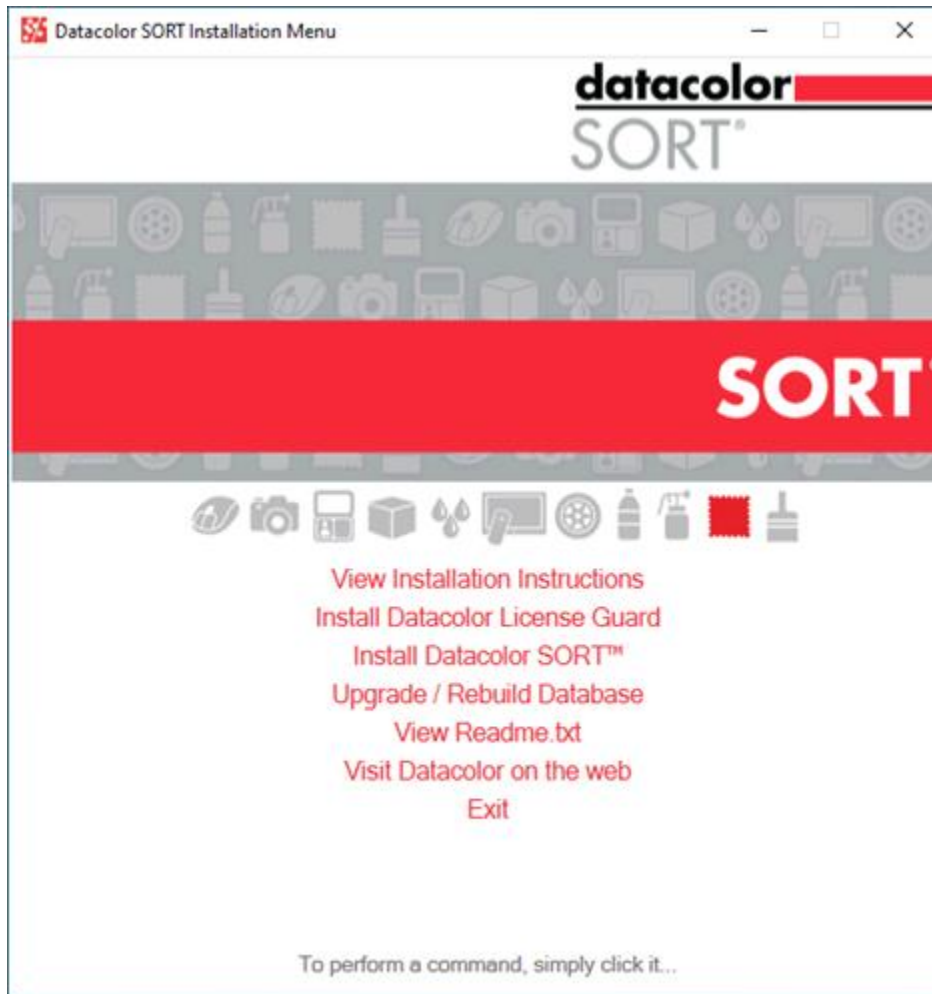 Datacolor SORT Installation Menu
datacolor
SORT®
SORT
View Installation Instructions
Install Datacolor License Guard
Install Datacolor SORT™
Upgrade / Rebuild Database
View Readme.txt
Visit Datacolor on the web
Exit
To perform a command, simply click it...